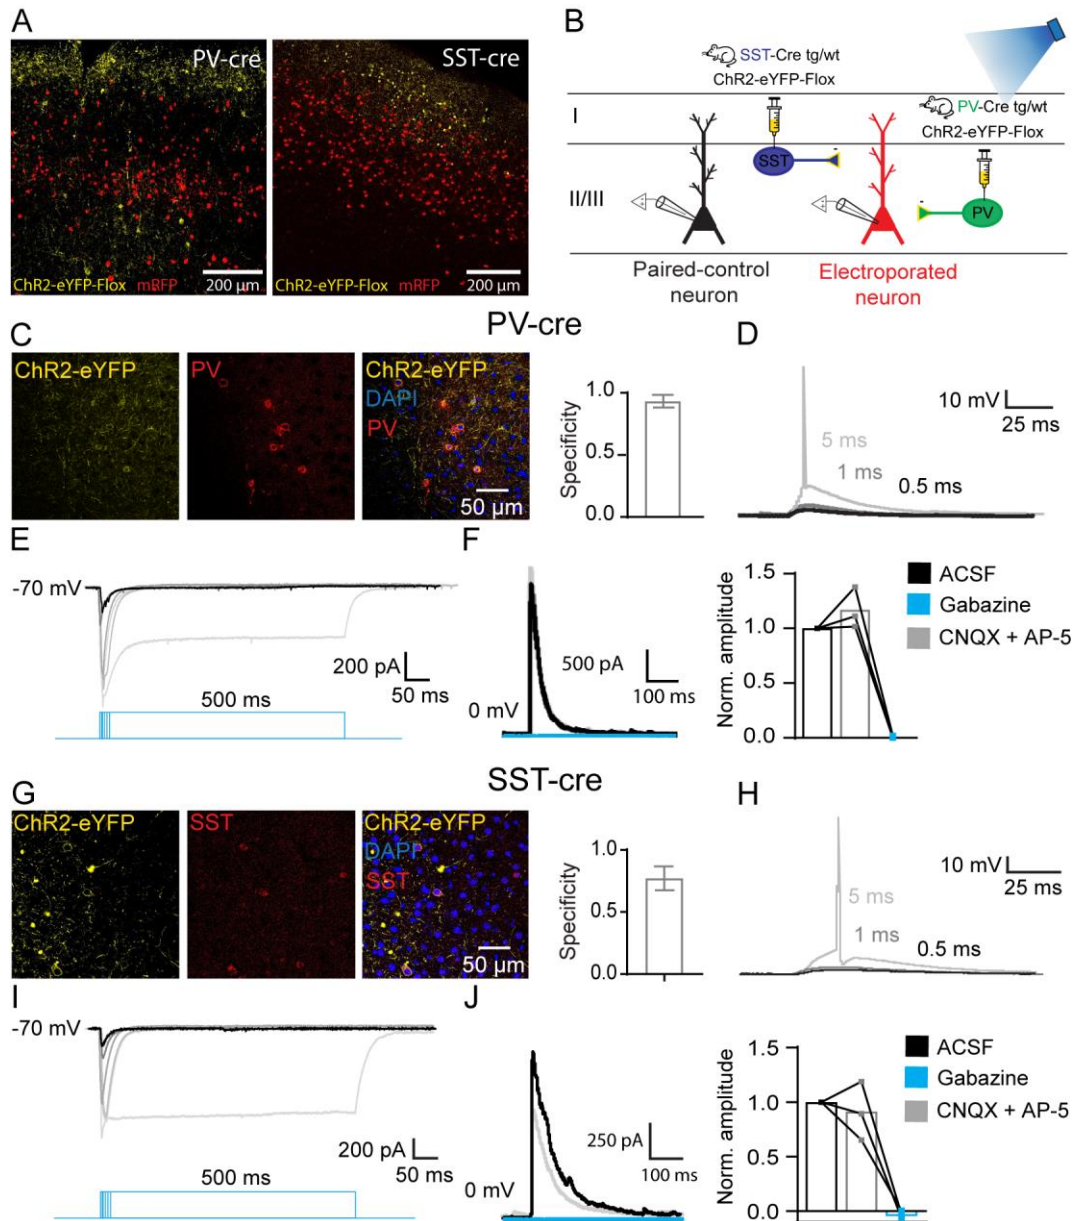 A
PV-cre
ChR2-eYFP-Flox mRFP
200 µm
SST-cre
ChR2-eYFP-Flox mRFP
200 µm
B
SST-Cre tg/wt
ChR2-eYFP-Flox
PV-Cre tg/wt
ChR2-eYFP-Flox
I
II/III
SST
-
-
PV
Paired-control
neuron
Electroporated
neuron
PV-cre
C
ChR2-eYFP
PV
ChR2-eYFP
DAPI
PV
50 µm
Specificity
1.0
0.5
0.0
D
10 mV
25 ms
5 ms
1 ms
0.5 ms
E
-70 mV
200 pA
50 ms
500 ms
F
500 pA
100 ms
0 mV
Norm. amplitude
1.5
1.0
0.5
0.0
ACSF
Gabazine
CNQX + AP-5
SST-cre
G
ChR2-eYFP
SST
ChR2-eYFP
DAPI
SST
50 µm
Specificity
1.0
0.5
0.0
H
10 mV
25 ms
5 ms
1 ms
0.5 ms
I
-70 mV
200 pA
50 ms
500 ms
J
250 pA
100 ms
0 mV
Norm. amplitude
1.5
1.0
0.5
0.0
ACSF
Gabazine
CNQX + AP-5